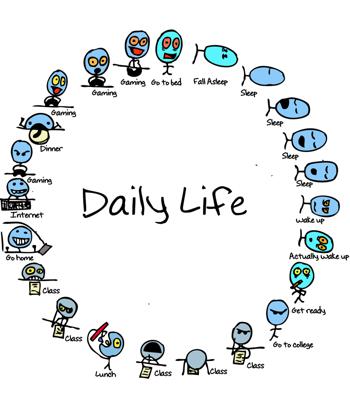 Daily Life
Go to bed
Fall Asleep
Sleep
Sleep
Sleep
Sleep
Wake up
Actually wake up
Get ready
Go to college
Class
Class
Class
Lunch
Class
Class
Go home
Internet
Gaming
Dinner
Gaming
Gaming
Gaming